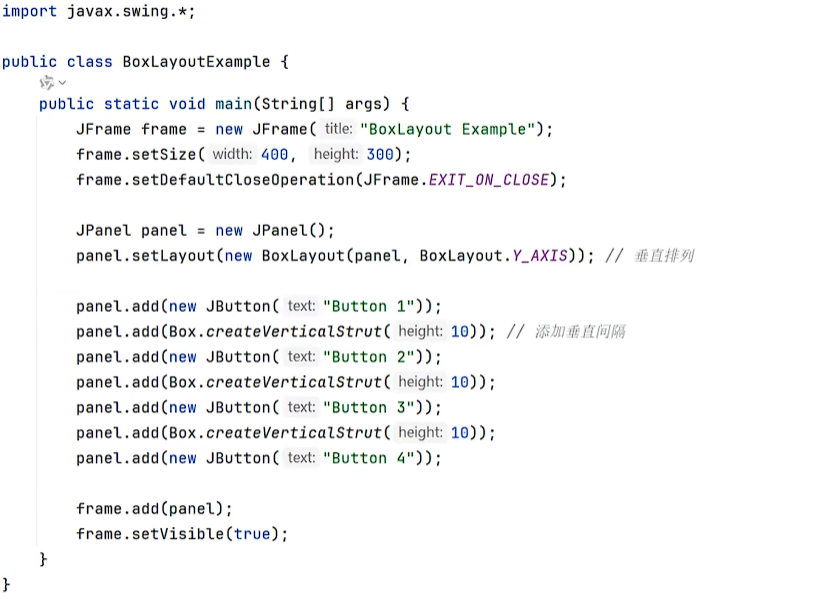 import javax.swing.*;
public class BoxLayoutExample {
public static void main(String[] args) {
JFrame frame = new JFrame( title: "BoxLayout Example");
frame.setSize( width: 400, height: 300);
frame.setDefaultCloseOperation(JFrame.EXIT_ON_CLOSE);
JPanel panel = new JPanel();
panel.setLayout(new BoxLayout(panel, BoxLayout.Y_AXIS)); // 垂直排列
panel.add(new JButton( text: "Button 1"));
panel.add(Box.createVerticalStrut( height: 10)); // 添加垂直间隔
panel.add(new JButton( text: "Button 2"));
panel.add(Box.createVerticalStrut( height: 10));
panel.add(new JButton( text: "Button 3"));
panel.add(Box.createVerticalStrut( height: 10));
panel.add(new JButton( text: "Button 4"));
frame.add(panel);
frame.setVisible(true);
}
}